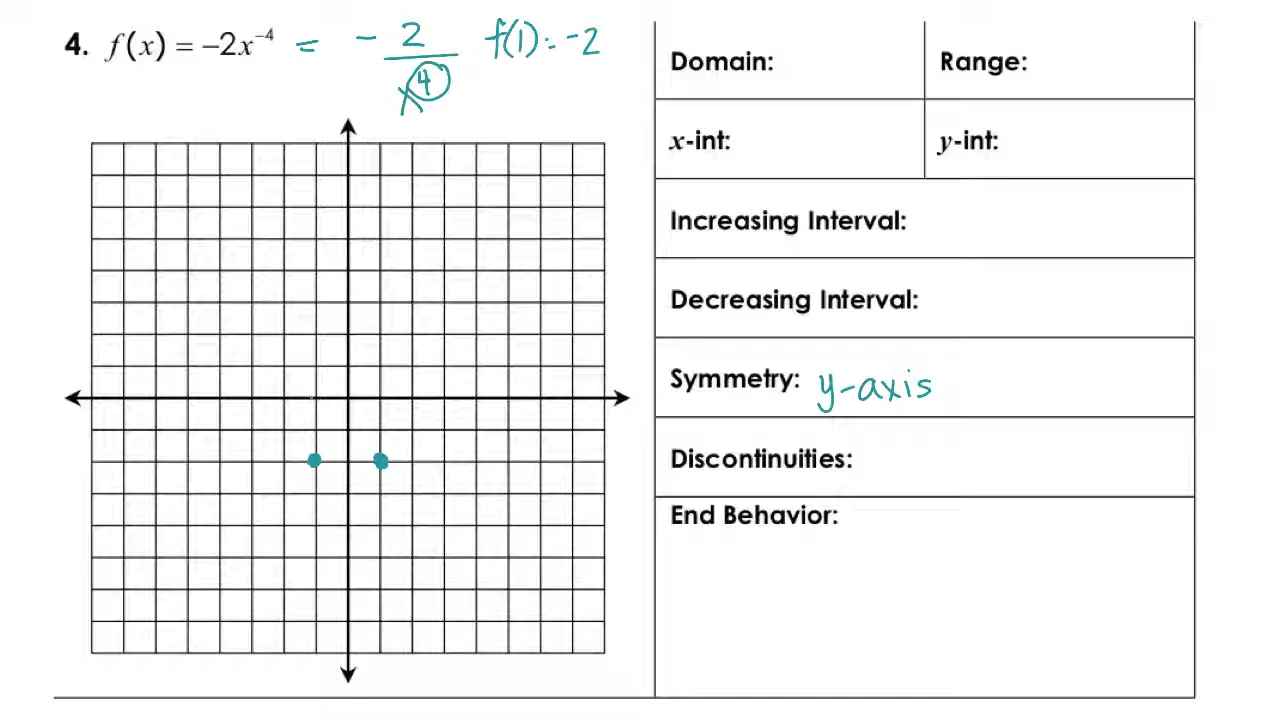 4. f(x) = −2x⁻⁴ = - 2/x⁴ f(1) = -2
Domain:
Range:
x-int:
y-int:
Increasing Interval:
Decreasing Interval:
Symmetry: y-axis
Discontinuities:
End Behavior: